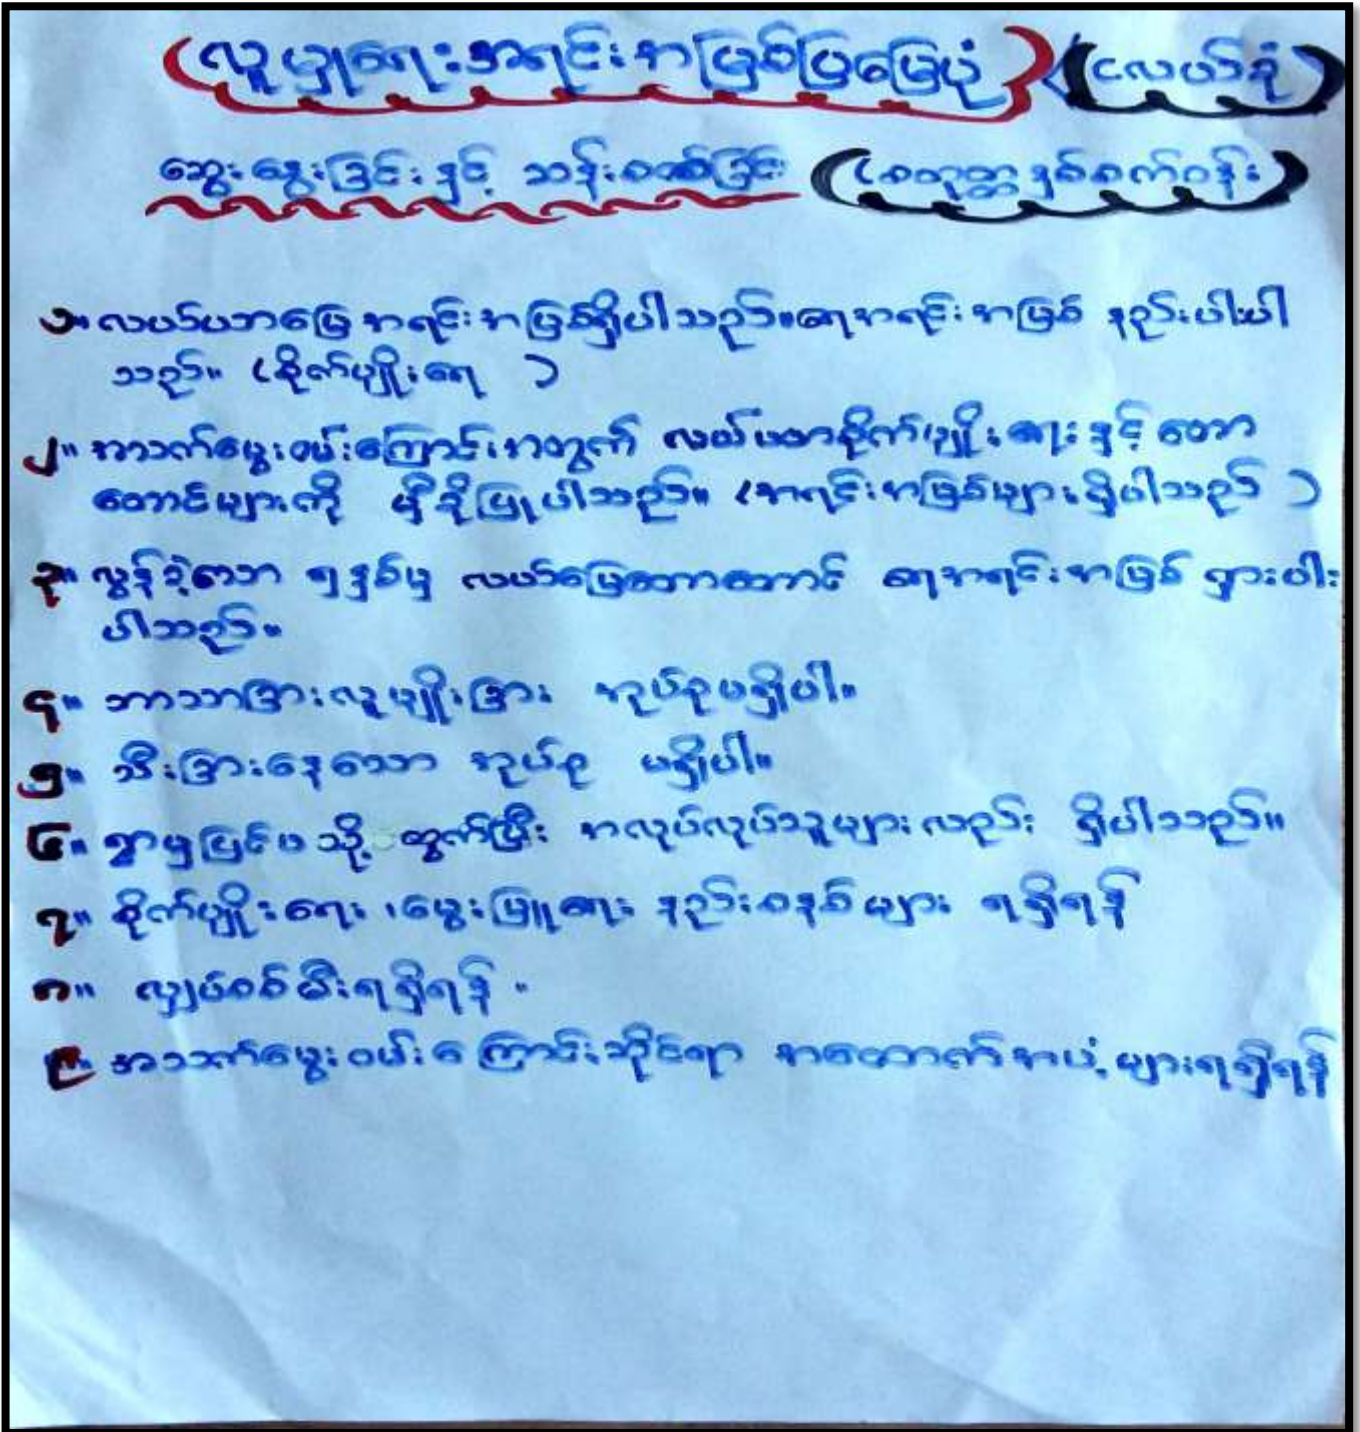 (လူမှုရေးအရင်းအမြစ်ပြမြေပုံ) (ငလယ်ခုံ)
ဆွေးနွေးခြင်းနှင့် သန်းစစ်ခြင်း (စတုတ္ထနှစ်စက်ဝန်း)
၁။ လယ်ယာမြေအရင်းအမြစ်ရှိပါသည်။ရေအရင်းအမြစ် နည်းပါးပါ
သည်။ (စိုက်ပျိုးရေ )
၂။ အသက်မွေးဝမ်းကြောင်းအတွက် လယ်ယာစိုက်ပျိုးရေးနှင့် တော
တောင်များကို မှီခိုပြုပါသည်။ (အရင်းအမြစ်များရှိပါသည် )
၃။ လွန်ခဲ့သော ၅နှစ်မှ လယ်မြေတောတောင် ရေအရင်းအမြစ် ရှားပါး
ပါသည်။
၄။ ဘာသာခြားလူမျိုးခြား အုပ်စုမရှိပါ။
၅။ သီးခြားနေသော အုပ်စု မရှိပါ။
၆။ ရွာမှပြင်ပသို့ ထွက်ပြီး အလုပ်လုပ်သူများလည်း ရှိပါသည်။
၇။ စိုက်ပျိုးရေး ၊မွေးမြူရေး နည်းစနစ်များ ရရှိရန်
၈။ လျှပ်စစ်မီးရရှိရန် ။
၉။ အသက်မွေးဝမ်းကြောင်းဆိုင်ရာ အထောက်အပံ့များရရှိရန်